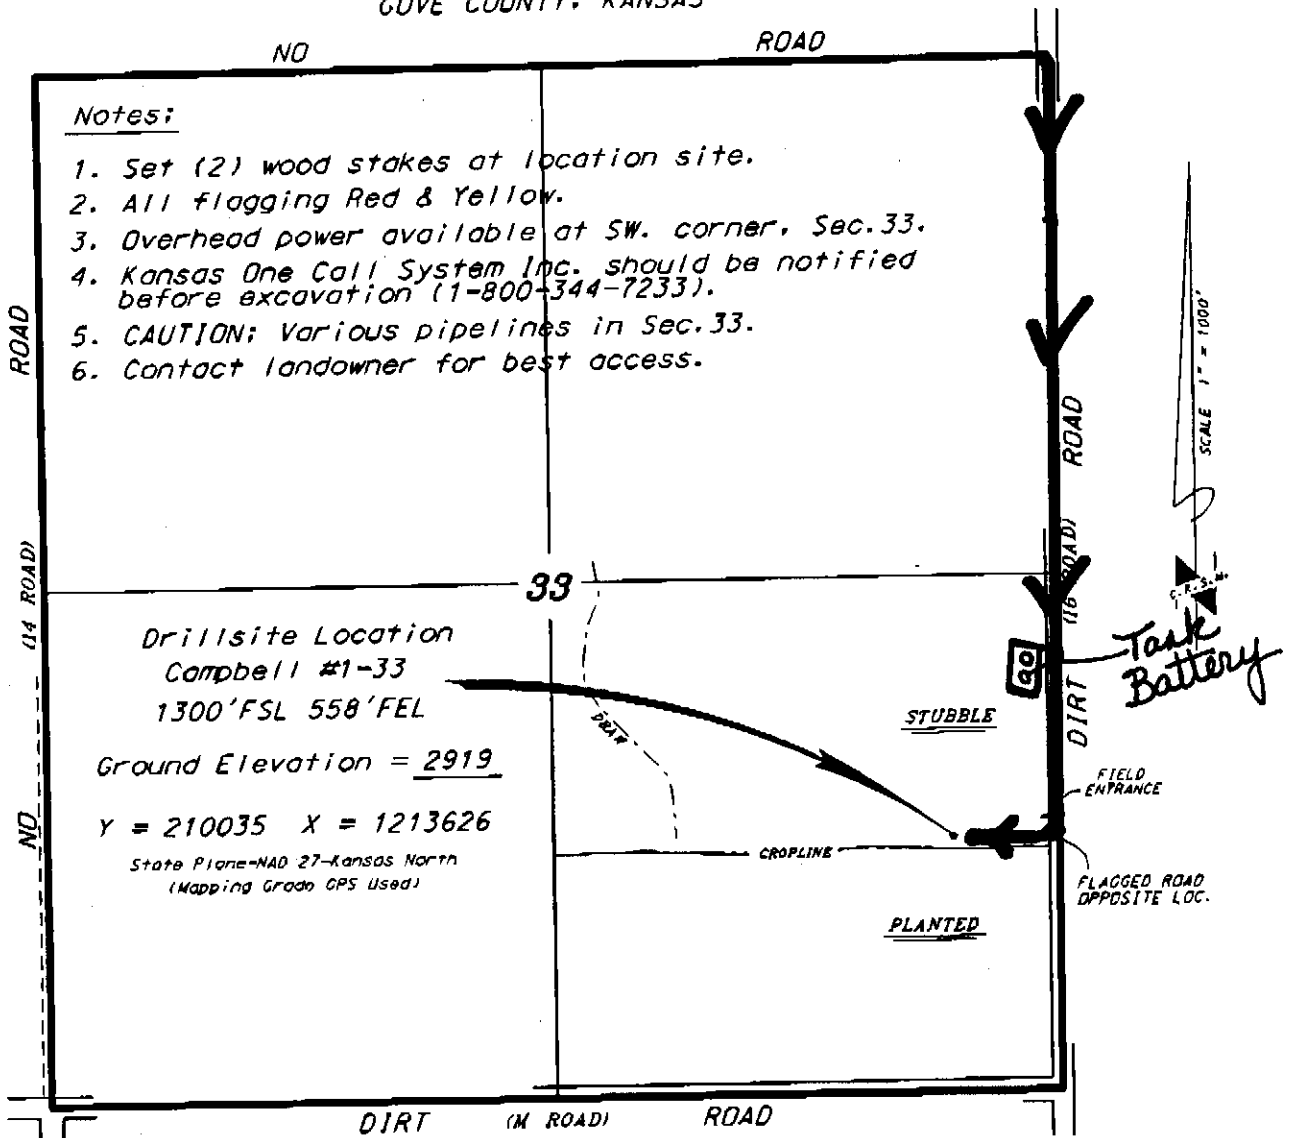 GOVE COUNTY, KANSAS
NO ROAD
Notes:
1. Set (2) wood stakes at location site.
2. All flagging Red & Yellow.
3. Overhead power available at SW. corner, Sec.33.
4. Kansas One Call System Inc. should be notified
before excavation (1-800-344-7233).
5. CAUTION: Various pipelines in Sec.33.
6. Contact landowner for best access.
NO (14 ROAD) ROAD
SCALE 1" = 1000'
DIRT (16 ROAD) ROAD
33
C.R.S.M.
Drillsite Location
Campbell #1-33
1300'FSL 558'FEL
Ground Elevation = 2919
Y = 210035 X = 1213626
State Plane-NAD 27-Kansas North
(Mapping Grade GPS Used)
Tank
Battery
DRAW
STUBBLE
FIELD
ENTRANCE
CROPLINE
FLAGGED ROAD
OPPOSITE LOC.
PLANTED
DIRT (M ROAD) ROAD